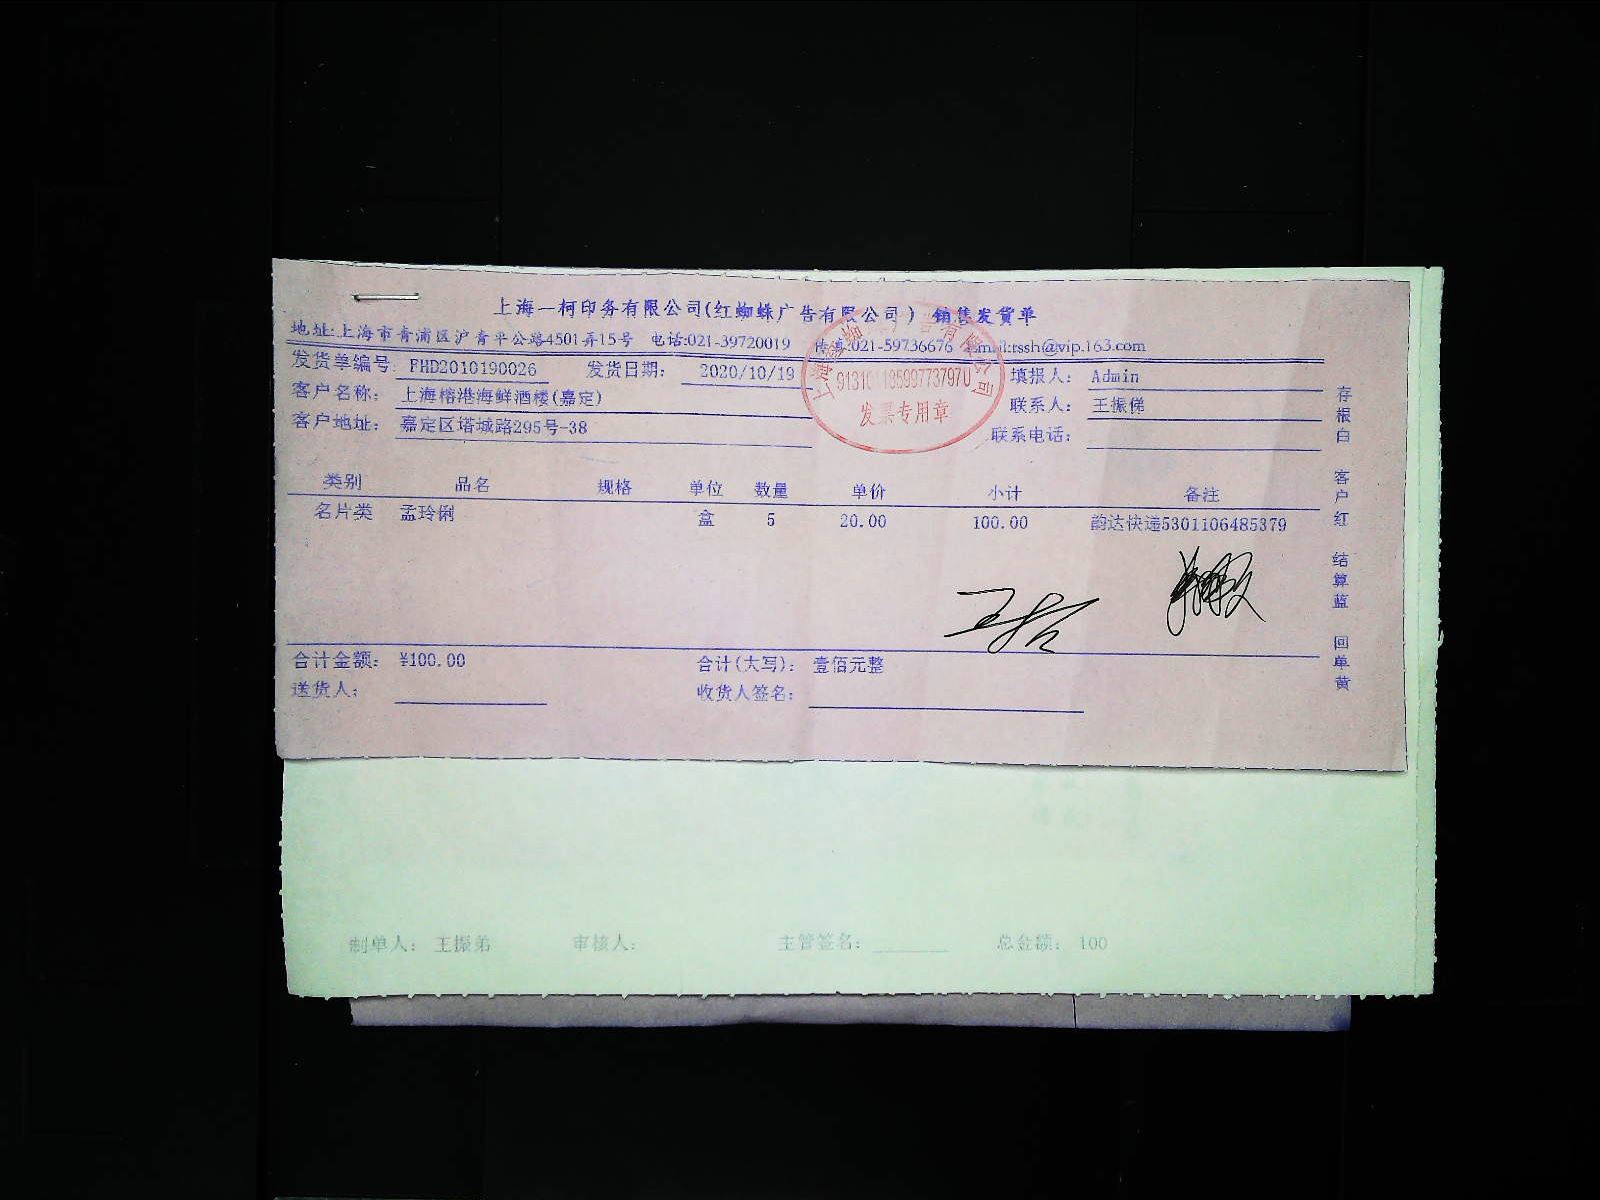 上海一柯印务有限公司(红蜘蛛广告有限公司) 销售发货单
地址:上海市青浦区沪青平公路4501弄15号 电话:021-39720019 传真:021-59736676 Email:rssh@vip.163.com
发货单编号: FHD2010190026 发货日期: 2020/10/19 填报人: Admin
客户名称: 上海榕港海鲜酒楼(嘉定) 联系人: 王振俤
客户地址: 嘉定区塔城路295号-38 联系电话:
发票专用章
类别 品名 规格 单位 数量 单价 小计 备注
名片类 孟玲俐 盒 5 20.00 100.00 韵达快递5301106485379
合计金额: ¥100.00 合计(大写): 壹佰元整
送货人: 收货人签名:
存根白 客户红 结算蓝 回单黄
制单人: 王振弟 审核人: 主管签名: 总金额: 100